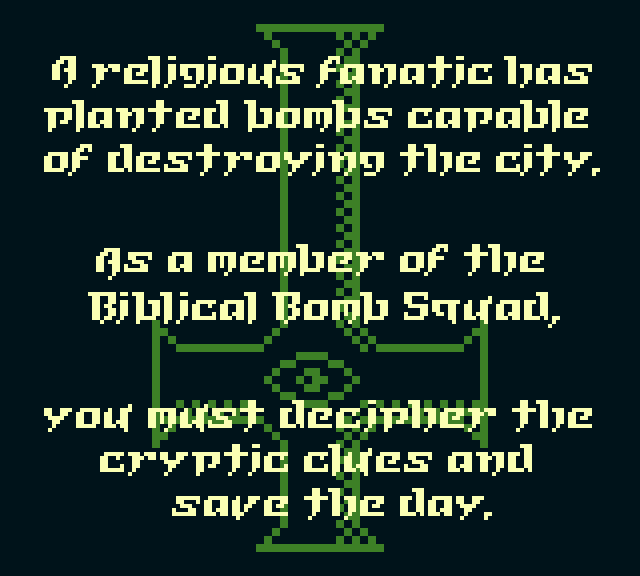 A religious fanatic has
planted bombs capable
of destroying the city.
As a member of the
Biblical Bomb Squad,
you must decipher the
cryptic clues and
save the day.